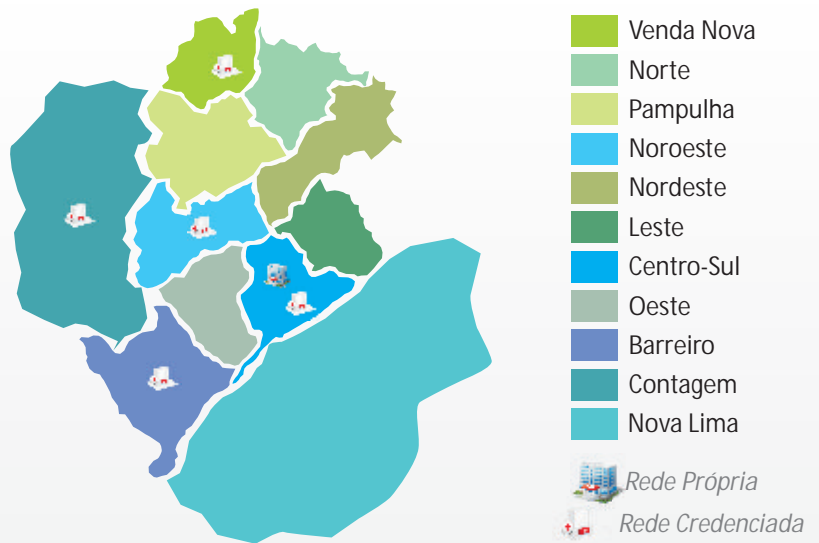 Venda Nova
Norte
Pampulha
Noroeste
Nordeste
Leste
Centro-Sul
Oeste
Barreiro
Contagem
Nova Lima
Rede Própria
Rede Credenciada